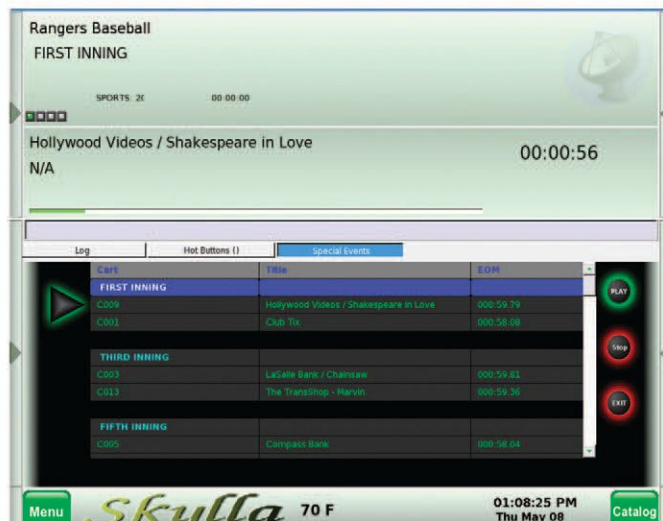 Rangers Baseball
FIRST INNING
SPORTS 20 00:00:00
Hollywood Videos / Shakespeare in Love 00:00:56
N/A
Log Hot Buttons () Special Events
Cart Title EOM
FIRST INNING
C009 Hollywood Videos / Shakespeare in Love 000:59.79
C001 Club Tix 000:58.08
THIRD INNING
C003 LaSalle Bank / Chainsaw 000:59.81
C013 The TransShop - Marvin 000:59.36
FIFTH INNING
C005 Compass Bank 000:58.04
PLAY
Stop
EXIT
Menu Skylla 70 F 01:08:25 PM Catalog
Thu May 08